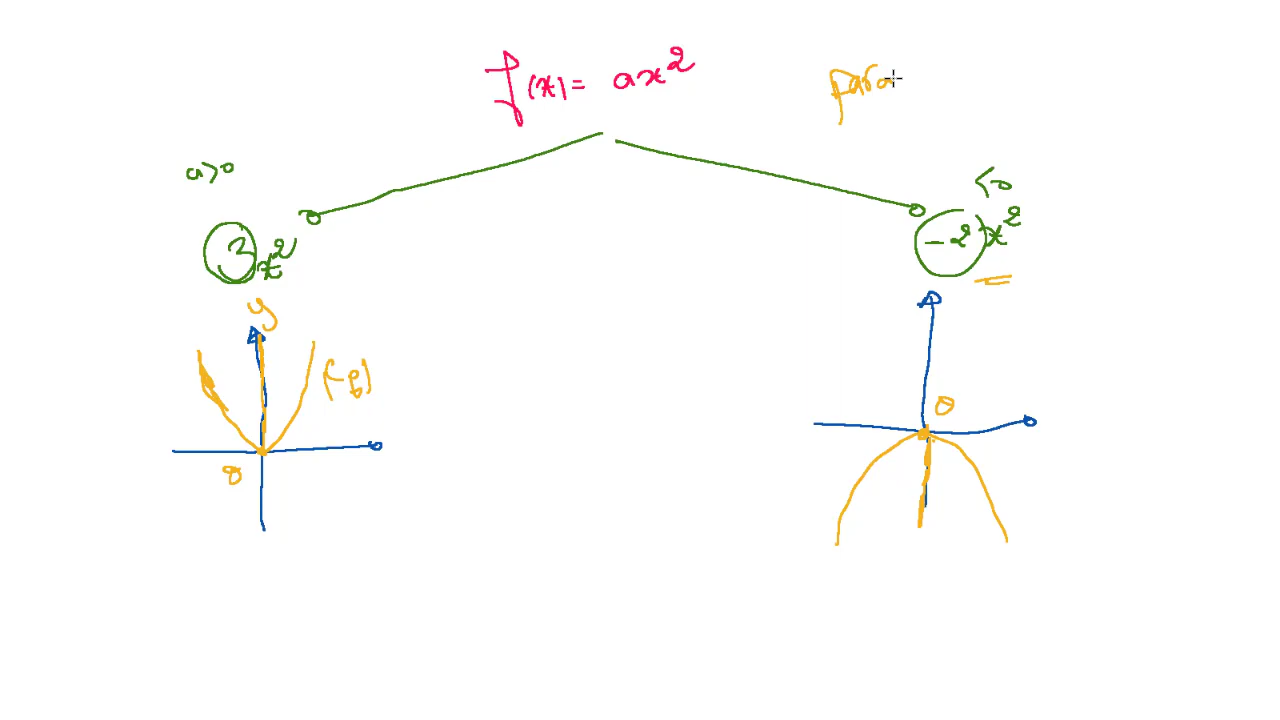 f(x) = ax²
para
a>0
<0
3x²
-2x²
y
0
0